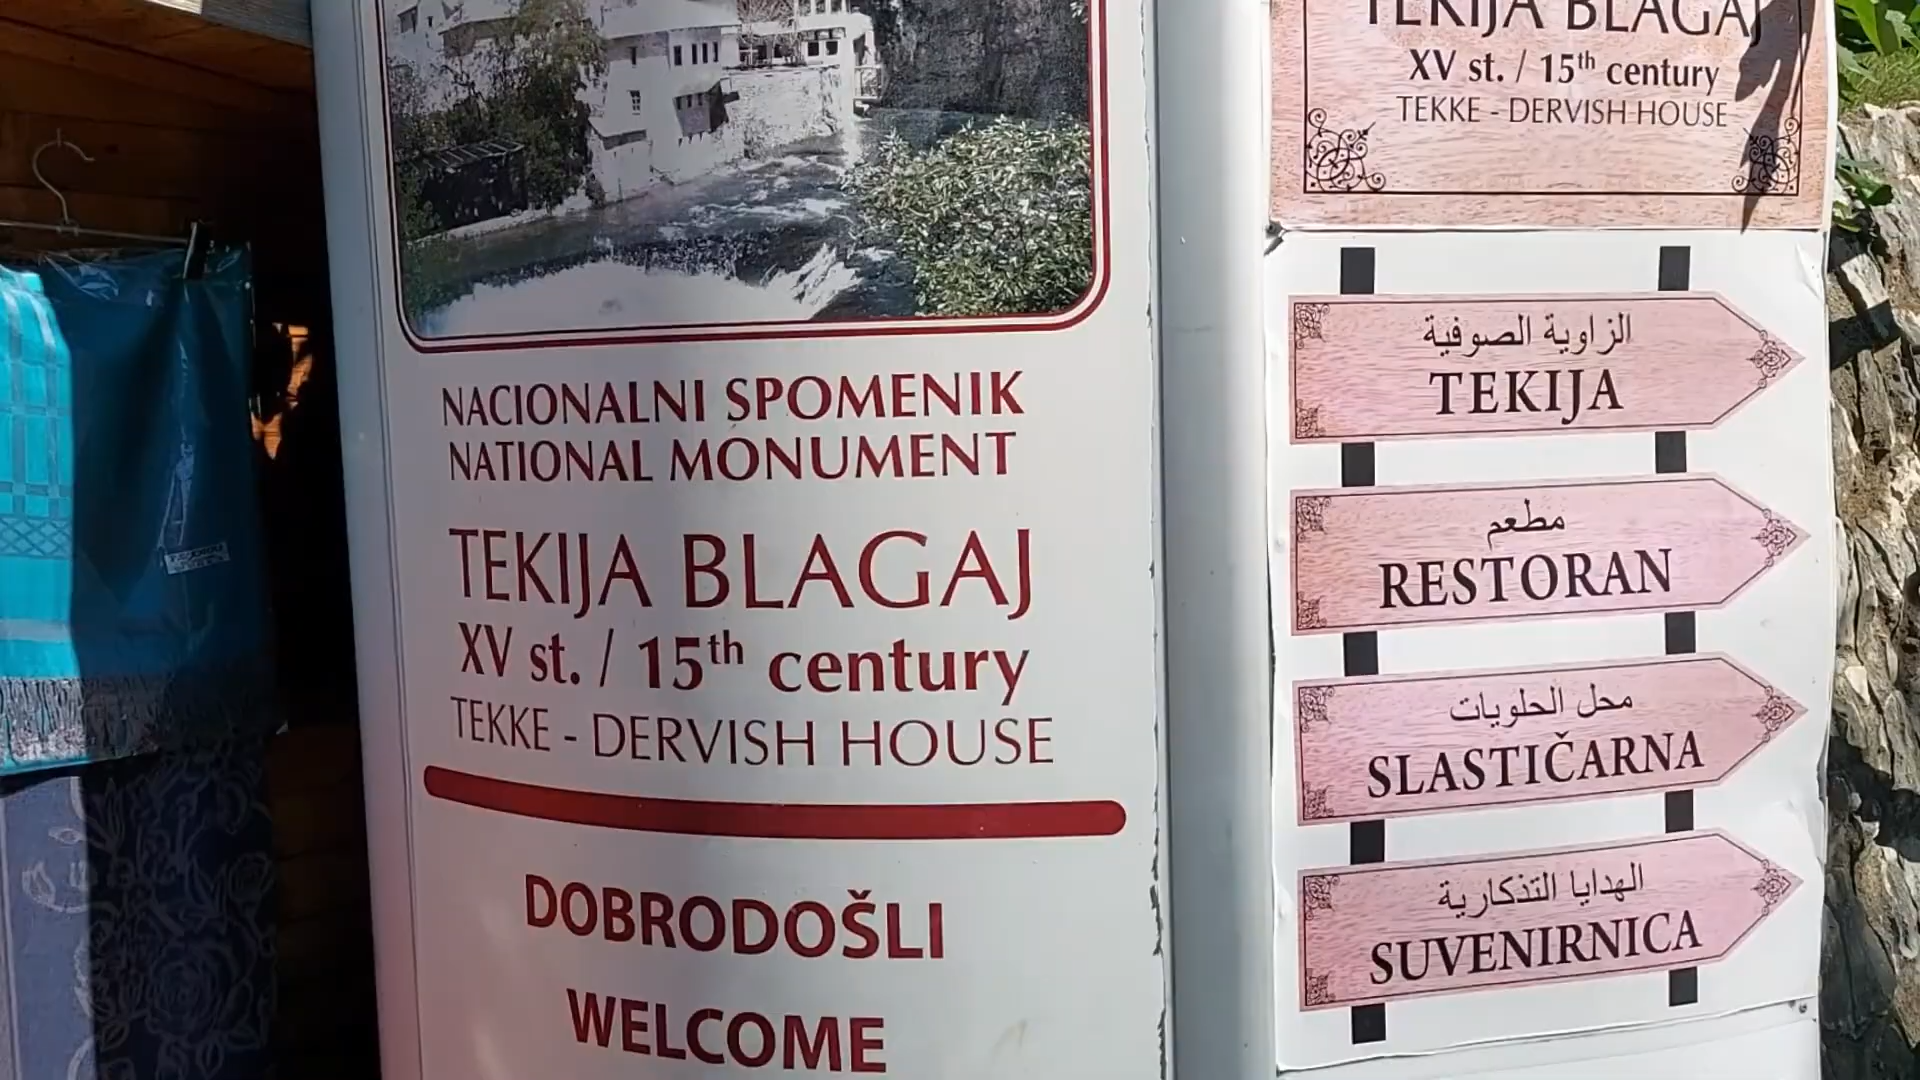 NACIONALNI SPOMENIK
NATIONAL MONUMENT
TEKIJA BLAGAJ
XV st. / 15th century
TEKKE - DERVISH HOUSE
DOBRODOŠLI
WELCOME
TEKIJA BLAGAJ
XV st. / 15th century
TEKKE - DERVISH HOUSE
الزاوية الصوفية
TEKIJA
مطعم
RESTORAN
محل الحلويات
SLASTIČARNA
الهدايا التذكارية
SUVENIRNICA